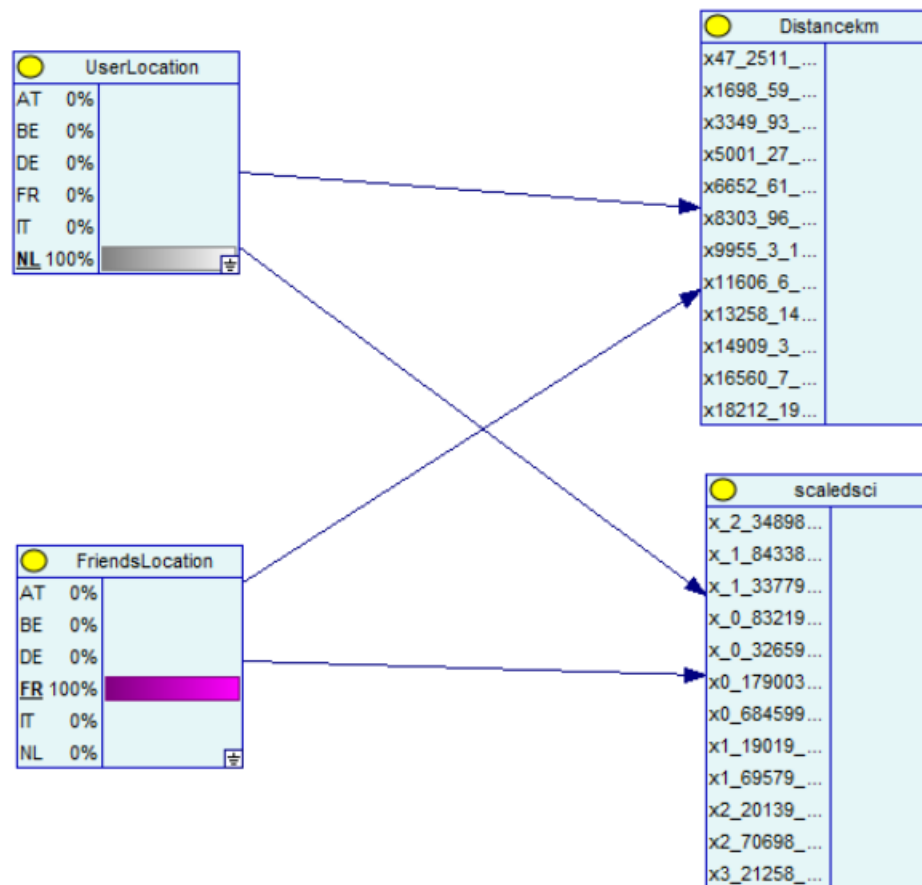 UserLocation
AT 0%
BE 0%
DE 0%
FR 0%
IT 0%
NL 100%
Distancekm
x47_2511_...
x1698_59_...
x3349_93_...
x5001_27_...
x6652_61_...
x8303_96_...
x9955_3_1...
x11606_6_...
x13258_14...
x14909_3_...
x16560_7_...
x18212_19...
FriendsLocation
AT 0%
BE 0%
DE 0%
FR 100%
IT 0%
NL 0%
scaledsci
x_2_34898...
x_1_84338...
x_1_33779...
x_0_83219...
x_0_32659...
x0_179003...
x0_684599...
x1_19019_...
x1_69579_...
x2_20139_...
x2_70698_...
x3_21258_...